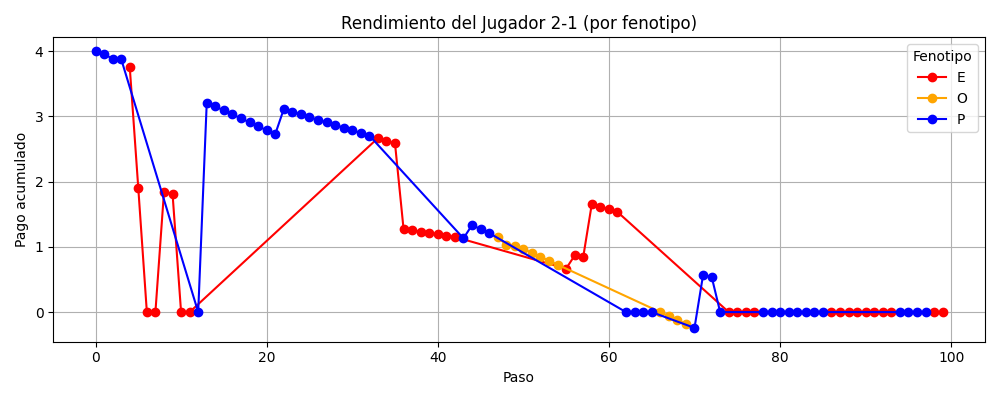 Rendimiento del Jugador 2-1 (por fenotipo)
Pago acumulado
4
3
2
1
0
0 20 40 60 80 100
Paso
Fenotipo
E
O
P